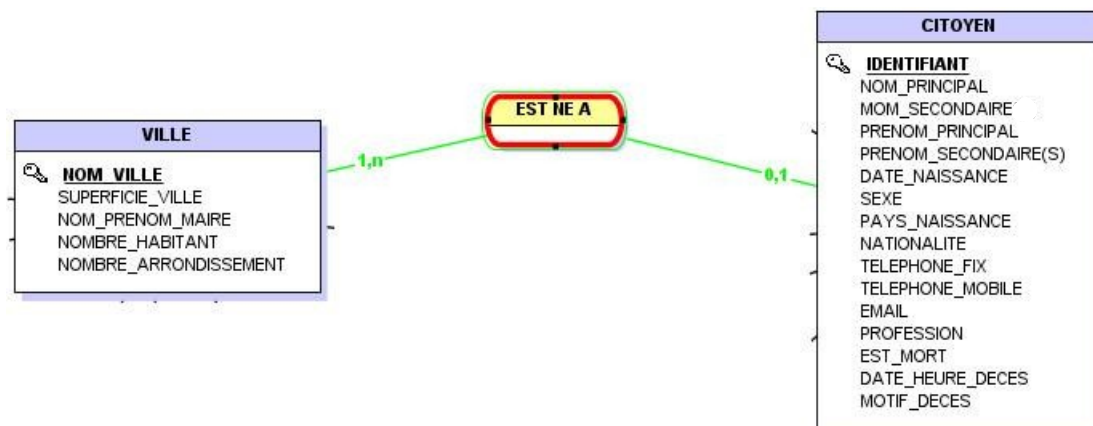 VILLE
NOM_VILLE
SUPERFICIE_VILLE
NOM_PRENOM_MAIRE
NOMBRE_HABITANT
NOMBRE_ARRONDISSEMENT
1,n
EST NE A
0,1
CITOYEN
IDENTIFIANT
NOM_PRINCIPAL
MOM_SECONDAIRE
PRENOM_PRINCIPAL
PRENOM_SECONDAIRE(S)
DATE_NAISSANCE
SEXE
PAYS_NAISSANCE
NATIONALITE
TELEPHONE_FIX
TELEPHONE_MOBILE
EMAIL
PROFESSION
EST_MORT
DATE_HEURE_DECES
MOTIF_DECES